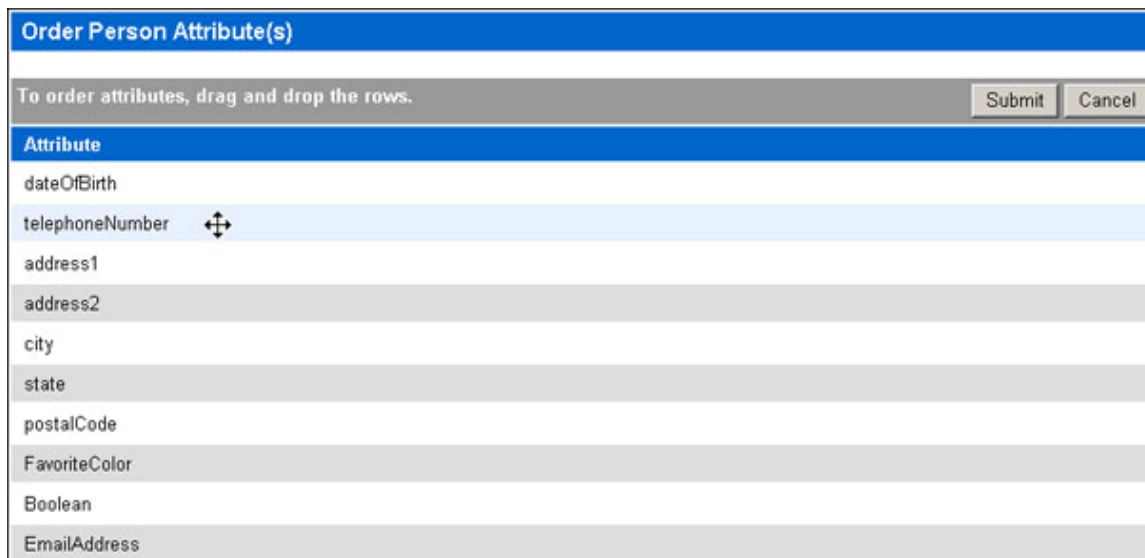 Order Person Attribute(s)
To order attributes, drag and drop the rows.
Submit
Cancel
Attribute
dateOfBirth
telephoneNumber
address1
address2
city
state
postalCode
FavoriteColor
Boolean
EmailAddress